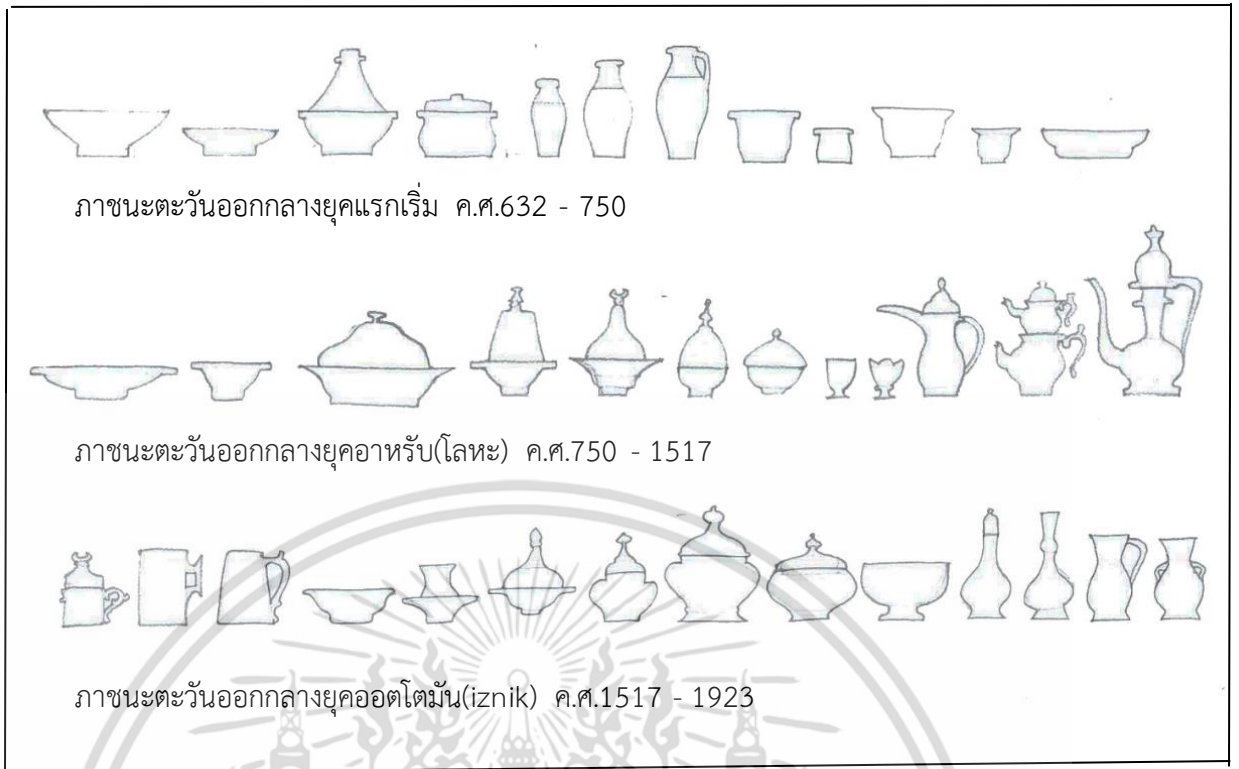 ภาชนะตะวันออกกลางยุคแรกเริ่ม ค.ศ.632 - 750
ภาชนะตะวันออกกลางยุคอาหรับ(โลหะ) ค.ศ.750 - 1517
ภาชนะตะวันออกกลางยุคออตโตมัน(iznik) ค.ศ.1517 - 1923